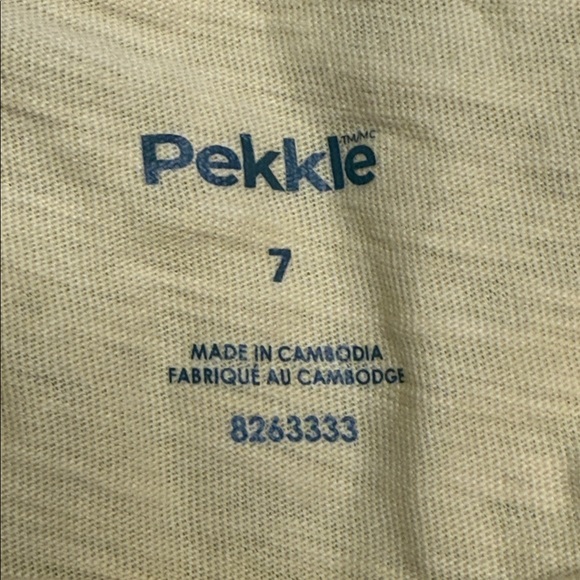 Pekkle TM/MC
7
MADE IN CAMBODIA
FABRIQUÉ AU CAMBODGE
8263333